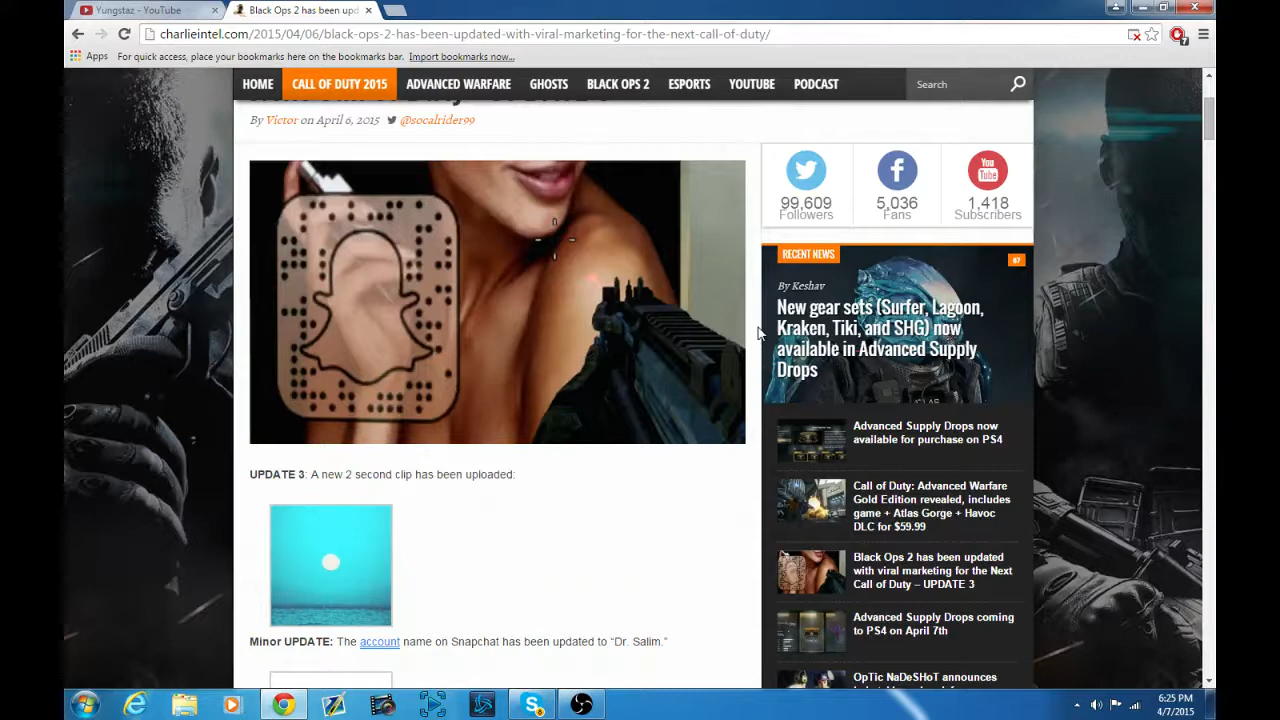 Yungstaz - YouTube
Black Ops 2 has been upd
charlieintel.com/2015/04/06/black-ops-2-has-been-updated-with-viral-marketing-for-the-next-call-of-duty/
Apps For quick access, place your bookmarks here on the bookmarks bar. Import bookmarks now...
HOME CALL OF DUTY 2015 ADVANCED WARFARE GHOSTS BLACK OPS 2 ESPORTS YOUTUBE PODCAST Search
By Victor on April 6, 2015 @socalrider99
You
Tube
99,609 5,036 1,418
Followers Fans Subscribers
RECENT NEWS
67
By Keshav
New gear sets (Surfer, Lagoon,
Kraken, Tiki, and SHG) now
available in Advanced Supply
Drops
Advanced Supply Drops now
available for purchase on PS4
UPDATE 3: A new 2 second clip has been uploaded:
Call of Duty: Advanced Warfare
Gold Edition revealed, includes
game + Atlas Gorge + Havoc
DLC for $59.99
Black Ops 2 has been updated
with viral marketing for the Next
Call of Duty – UPDATE 3
Advanced Supply Drops coming
to PS4 on April 7th
Minor UPDATE: The account name on Snapchat has been updated to “Dr. Salim.”
OpTic NaDeSHoT announces
6:25 PM
4/7/2015